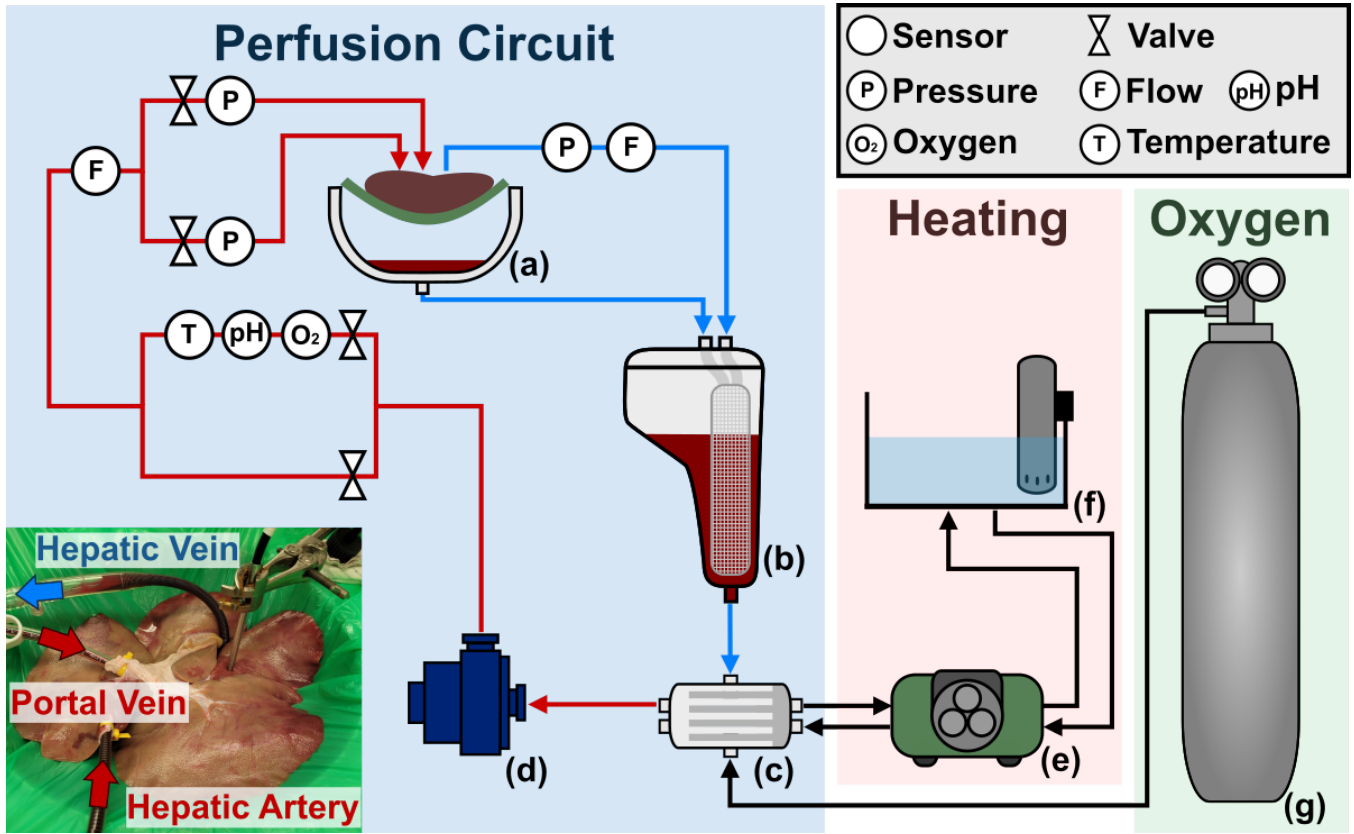 Perfusion Circuit
Sensor
Valve
P Pressure
F Flow
pH pH
O₂ Oxygen
T Temperature
P
F
P
P
F
(a)
T
pH
O₂
(b)
(c)
(d)
Hepatic Vein
Portal Vein
Hepatic Artery
Heating
(f)
(e)
Oxygen
(g)